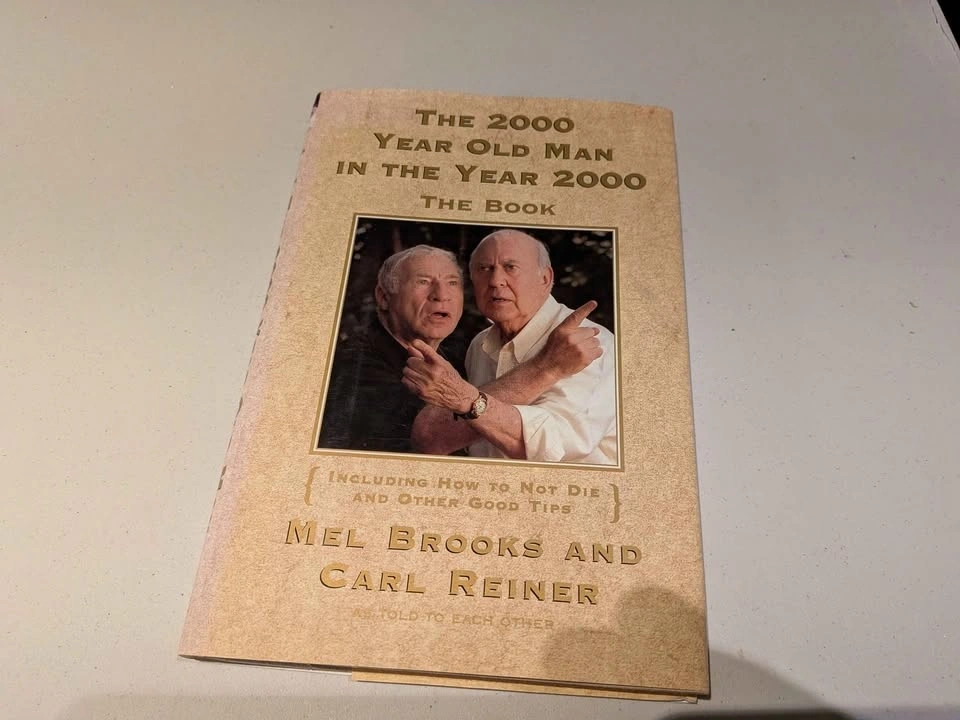 THE 2000
YEAR OLD MAN
IN THE YEAR 2000
THE BOOK
{ INCLUDING HOW TO NOT DIE
AND OTHER GOOD TIPS }
MEL BROOKS AND
CARL REINER
AS TOLD TO EACH OTHER